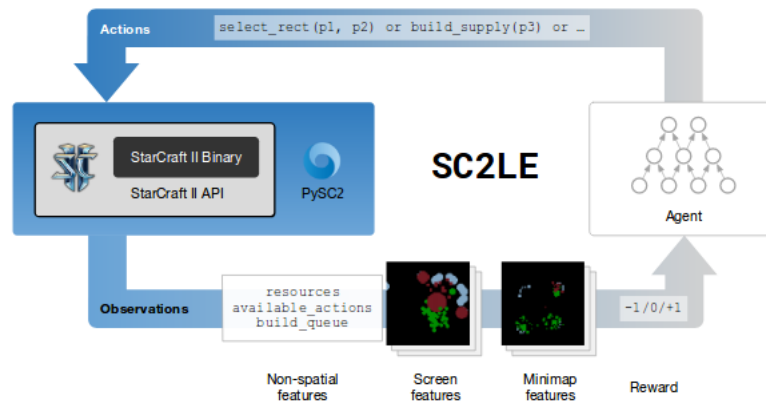 Actions
select_rect(p1, p2) or build_supply(p3) or …
StarCraft II Binary
StarCraft II API
PySC2
SC2LE
Agent
Observations
resources
available_actions
build_queue
-1/0/+1
Non-spatial
features
Screen
features
Minimap
features
Reward